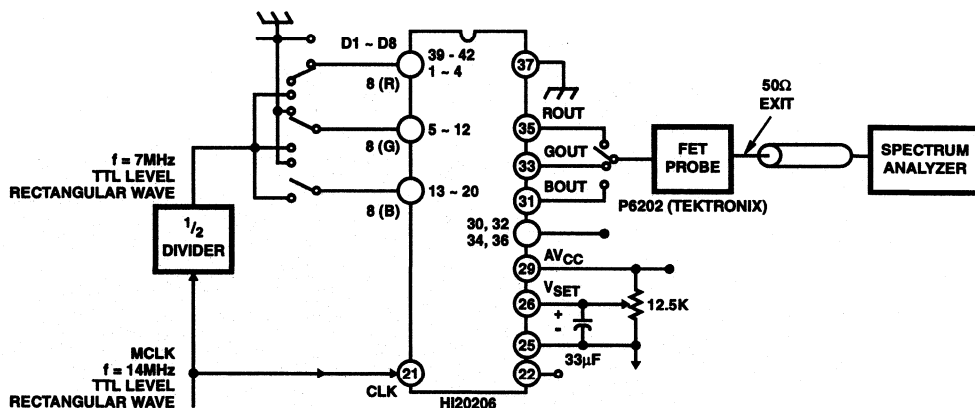 D1 ~ D8
39 - 42
1 ~ 4
8 (R)
5 ~ 12
8 (G)
13 ~ 20
8 (B)
f = 7MHz
TTL LEVEL
RECTANGULAR WAVE
1/2
DIVIDER
MCLK
f = 14MHz
TTL LEVEL
RECTANGULAR WAVE
21
CLK
HI20206
37
ROUT
35
GOUT
33
BOUT
31
30, 32
34, 36
AVCC
29
VSET
26
+
-
33μF
12.5K
25
22
FET
PROBE
P6202 (TEKTRONIX)
50Ω
EXIT
SPECTRUM
ANALYZER